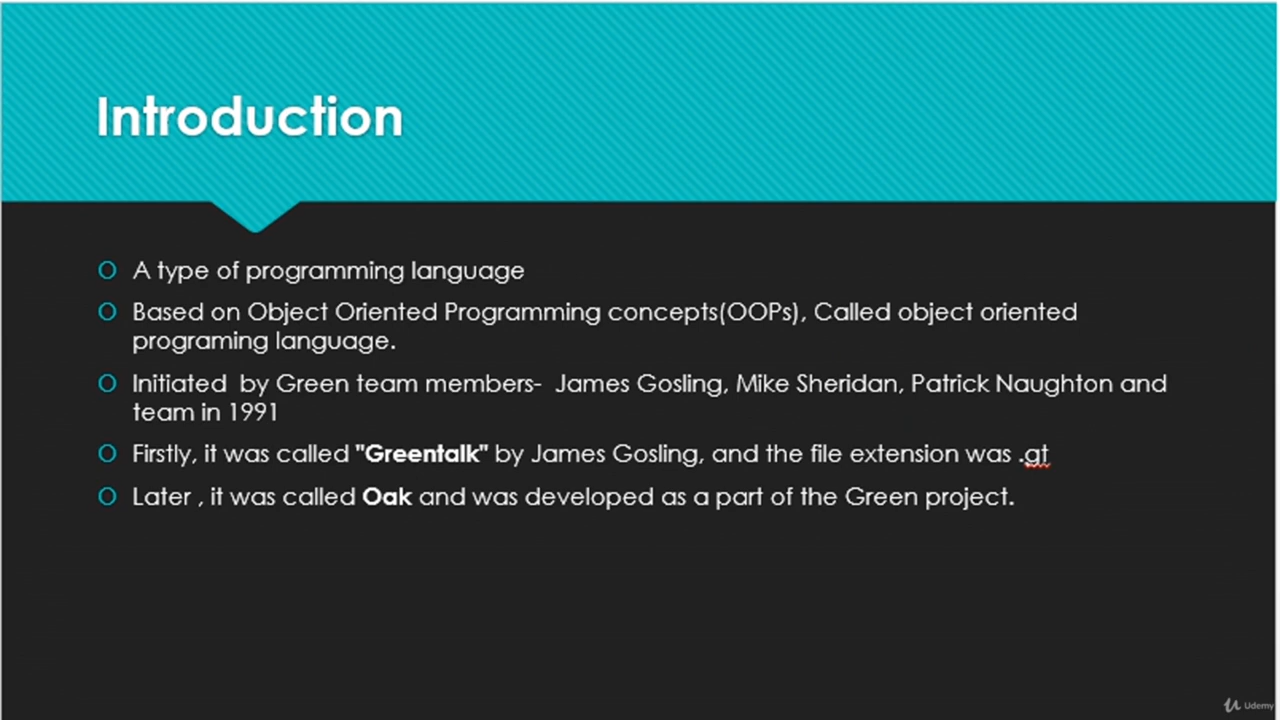 Introduction
O A type of programming language
O Based on Object Oriented Programming concepts(OOPs), Called object oriented
programing language.
O Initiated  by Green team members-  James Gosling, Mike Sheridan, Patrick Naughton and
team in 1991
O Firstly, it was called "Greentalk" by James Gosling, and the file extension was .gt
O Later , it was called Oak and was developed as a part of the Green project.
Udemy